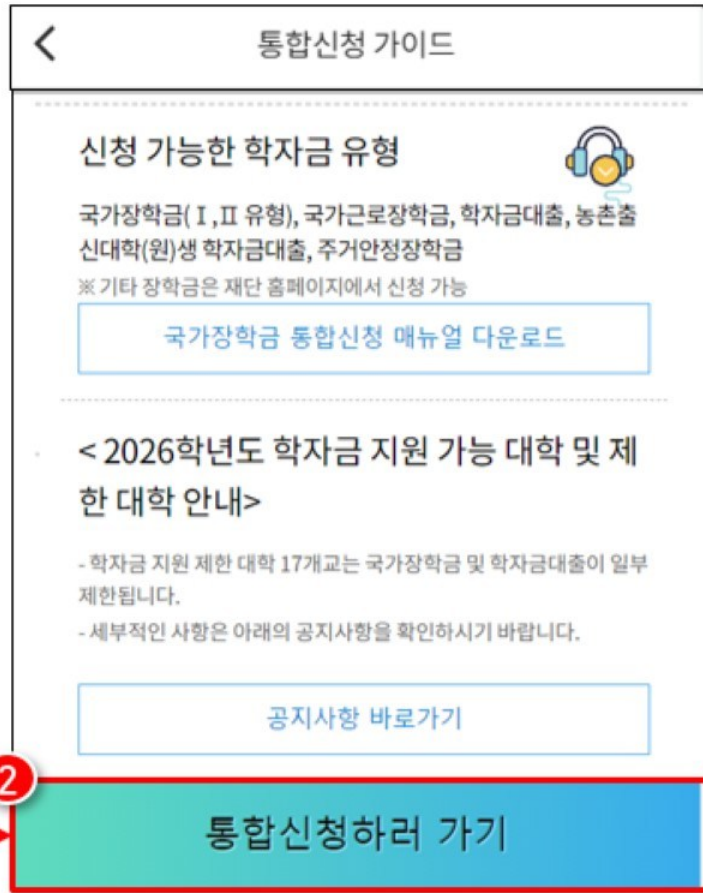 통합신청 가이드
신청 가능한 학자금 유형
국가장학금(Ⅰ,Ⅱ 유형), 국가근로장학금, 학자금대출, 농촌출
신대학(원)생 학자금대출, 주거안정장학금
※ 기타 장학금은 재단 홈페이지에서 신청 가능
국가장학금 통합신청 매뉴얼 다운로드
< 2026학년도 학자금 지원 가능 대학 및 제
한 대학 안내>
- 학자금 지원 제한 대학 17개교는 국가장학금 및 학자금대출이 일부
제한됩니다.
- 세부적인 사항은 아래의 공지사항을 확인하시기 바랍니다.
공지사항 바로가기
2
통합신청하러 가기